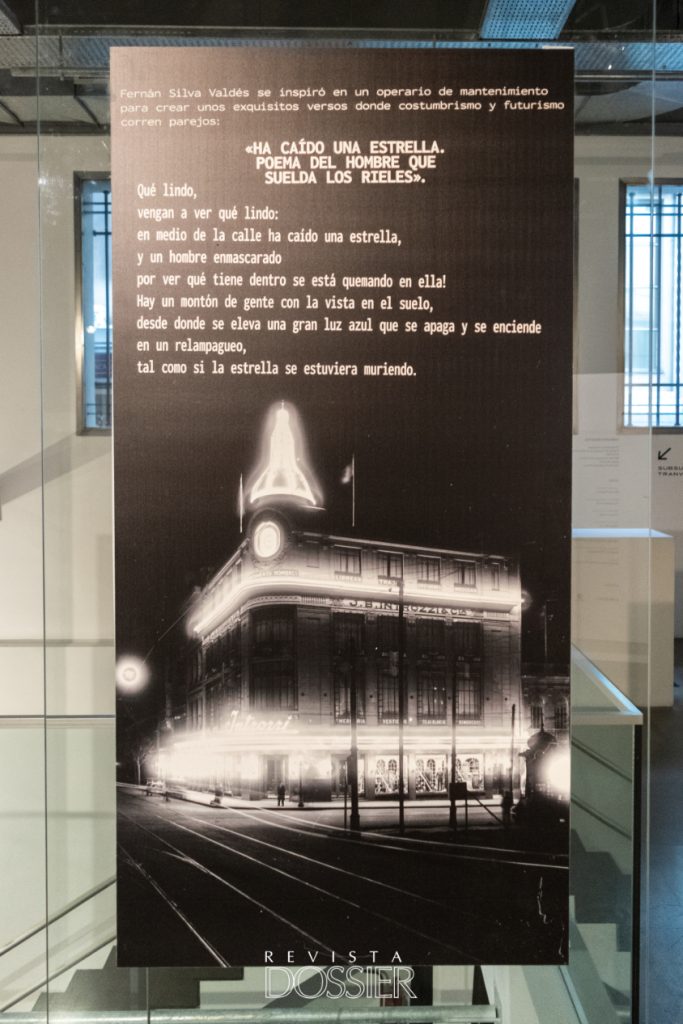 Fernán Silva Valdés se inspiró en un operario de mantenimiento
para crear unos exquisitos versos donde costumbrismo y futurismo
corren parejos:
«HA CAÍDO UNA ESTRELLA.
POEMA DEL HOMBRE QUE
SUELDA LOS RIELES».
Qué lindo,
vengan a ver qué lindo:
en medio de la calle ha caído una estrella,
y un hombre enmascarado
por ver qué tiene dentro se está quemando en ella!
Hay un montón de gente con la vista en el suelo,
desde donde se eleva una gran luz azul que se apaga y se enciende
en un relampagueo,
tal como si la estrella se estuviera muriendo.
J.B. INTROZZI & Cº
Introzzi
REVISTA
DOSSIER